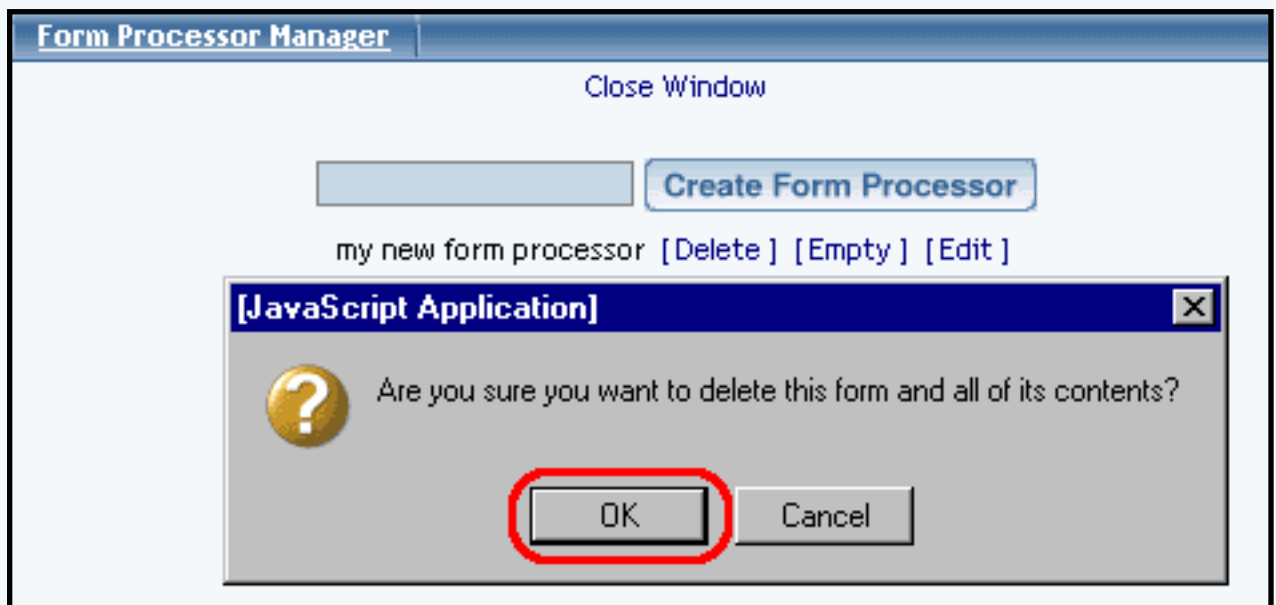 Form Processor Manager
Close Window
Create Form Processor
my new form processor [Delete ] [Empty ] [Edit ]
[JavaScript Application]
Are you sure you want to delete this form and all of its contents?
OK Cancel